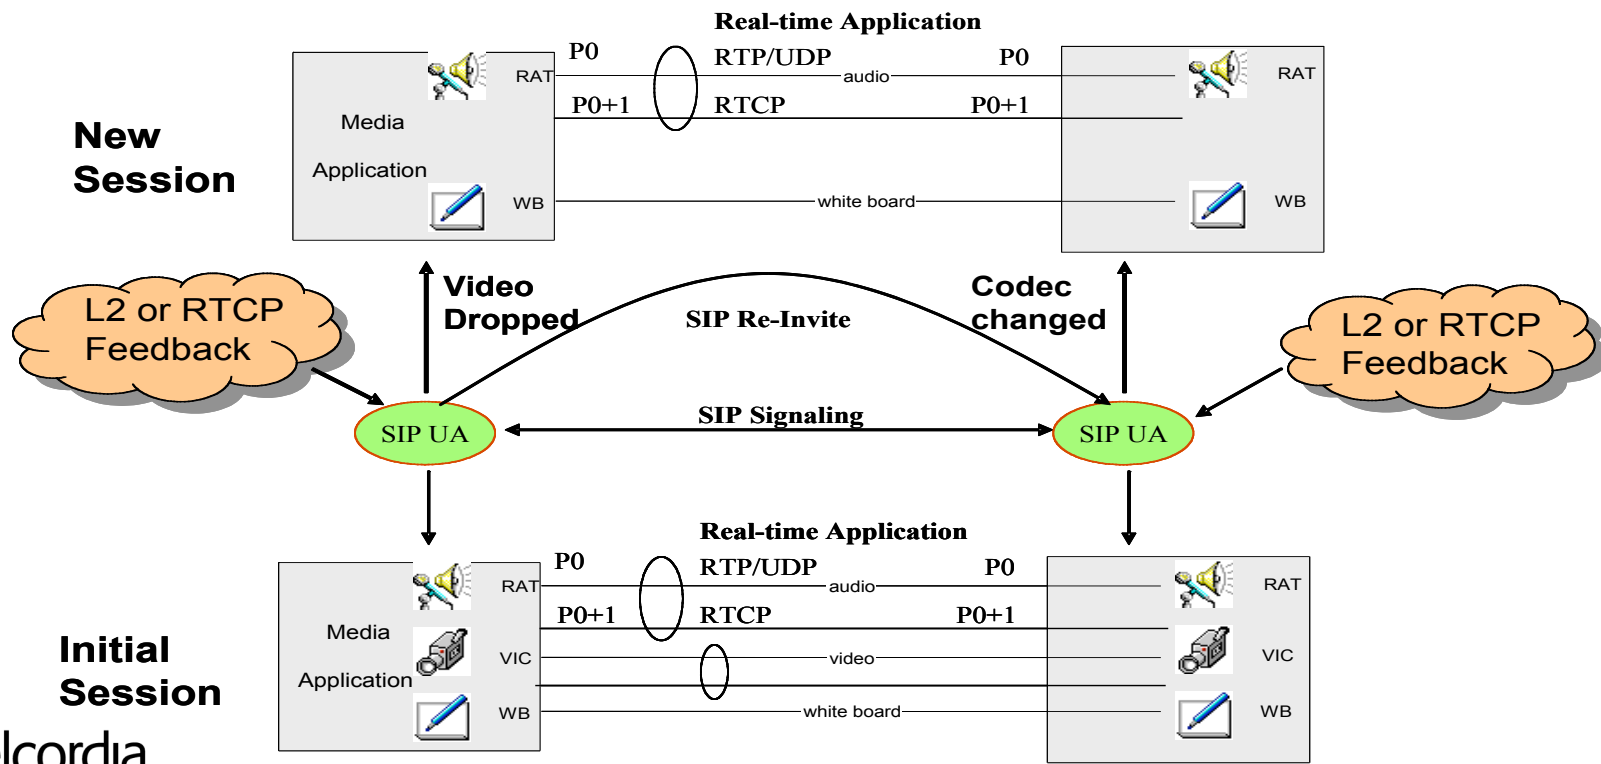 Real-time Application
P0
RTP/UDP
P0
RAT
audio
RAT
P0+1
RTCP
P0+1
Media
Application
New
Session
WB
white board
WB
L2 or RTCP
Feedback
Video
Dropped
SIP Re-Invite
Codec
changed
L2 or RTCP
Feedback
SIP UA
SIP Signaling
SIP UA
Real-time Application
P0
RTP/UDP
P0
RAT
audio
RAT
P0+1
RTCP
P0+1
Media
Application
Initial
Session
VIC
video
VIC
WB
white board
WB
elcordia